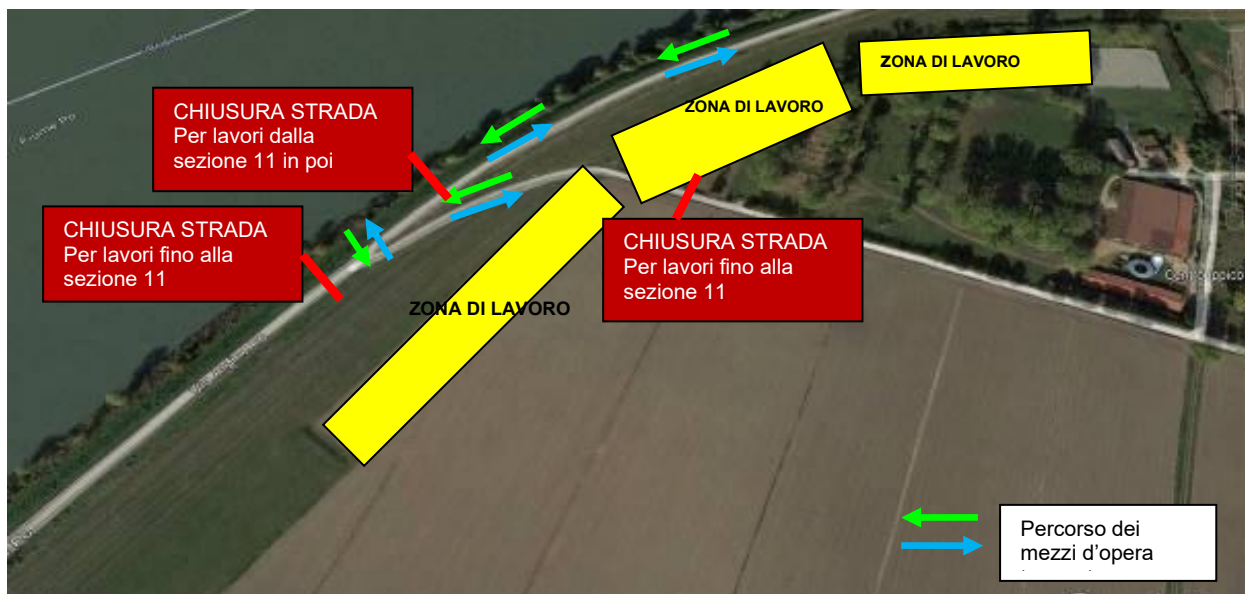 ZONA DI LAVORO
ZONA DI LAVORO
CHIUSURA STRADA
Per lavori dalla
sezione 11 in poi
Fiume Po
CHIUSURA STRADA
Per lavori fino alla
sezione 11
CHIUSURA STRADA
Per lavori fino alla
sezione 11
ZONA DI LAVORO
Percorso dei
mezzi d'opera